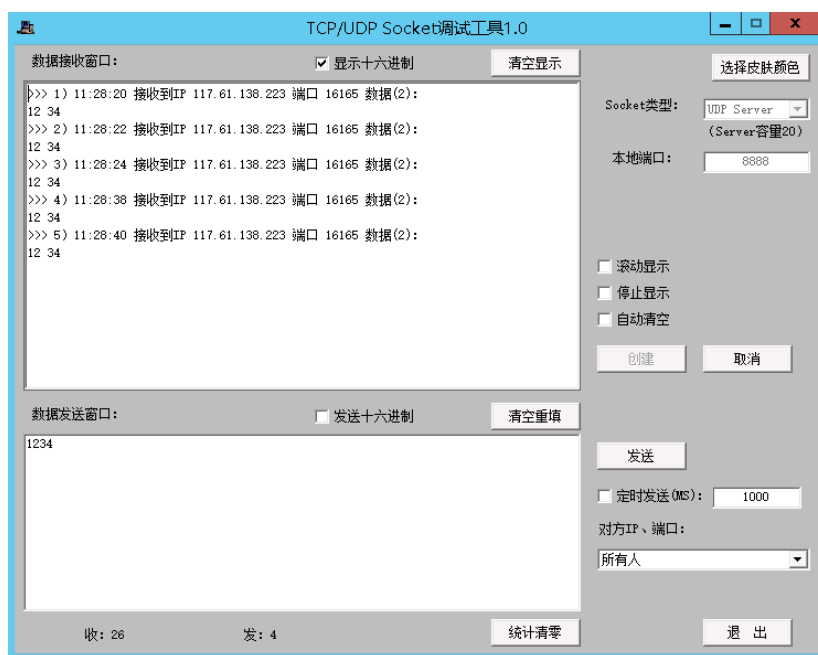 TCP/UDP Socket调试工具1.0
数据接收窗口: 显示十六进制 清空显示
>>> 1) 11:28:20 接收到IP 117.61.138.223 端口 16165 数据(2):
12 34
>>> 2) 11:28:22 接收到IP 117.61.138.223 端口 16165 数据(2):
12 34
>>> 3) 11:28:24 接收到IP 117.61.138.223 端口 16165 数据(2):
12 34
>>> 4) 11:28:38 接收到IP 117.61.138.223 端口 16165 数据(2):
12 34
>>> 5) 11:28:40 接收到IP 117.61.138.223 端口 16165 数据(2):
12 34
选择皮肤颜色
Socket类型: UDP Server
(Server容量20)
本地端口: 8888
滚动显示
停止显示
自动清空
创建 取消
数据发送窗口: 发送十六进制 清空重填
1234
发送
定时发送(MS): 1000
对方IP、端口:
所有人
收: 26 发: 4 统计清零 退 出